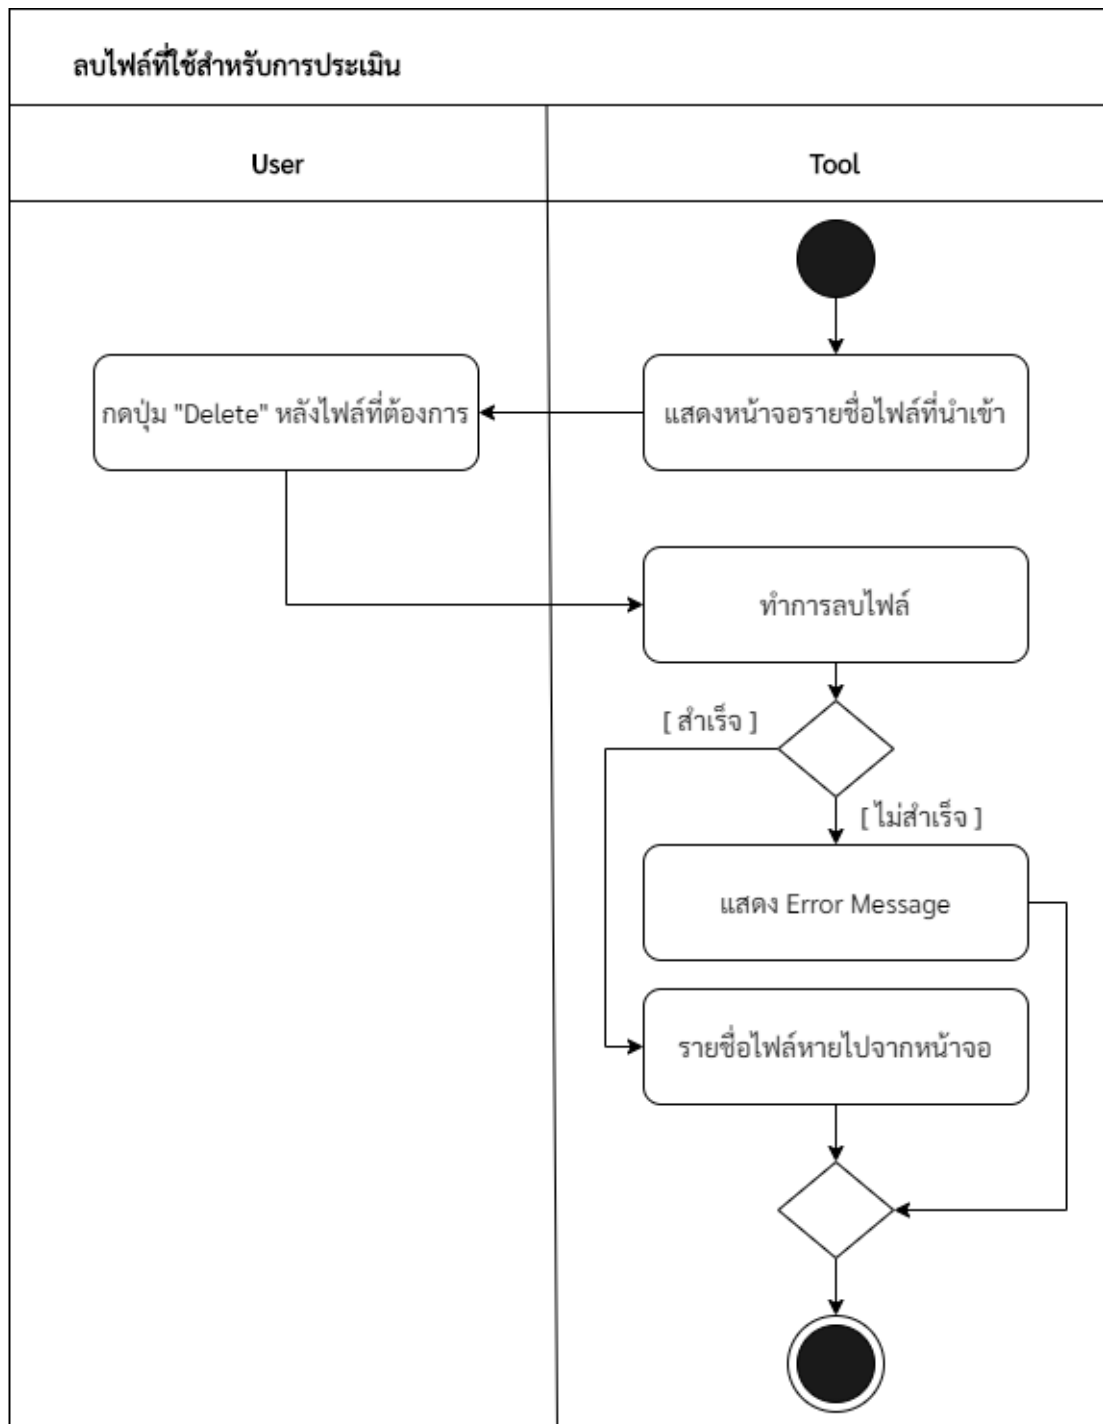 ลบไฟล์ที่ใช้สำหรับการประเมิน
User
Tool
กดปุ่ม "Delete" หลังไฟล์ที่ต้องการ
แสดงหน้าจอรายชื่อไฟล์ที่นำเข้า
ทำการลบไฟล์
[ สำเร็จ ]
[ ไม่สำเร็จ ]
แสดง Error Message
รายชื่อไฟล์หายไปจากหน้าจอ